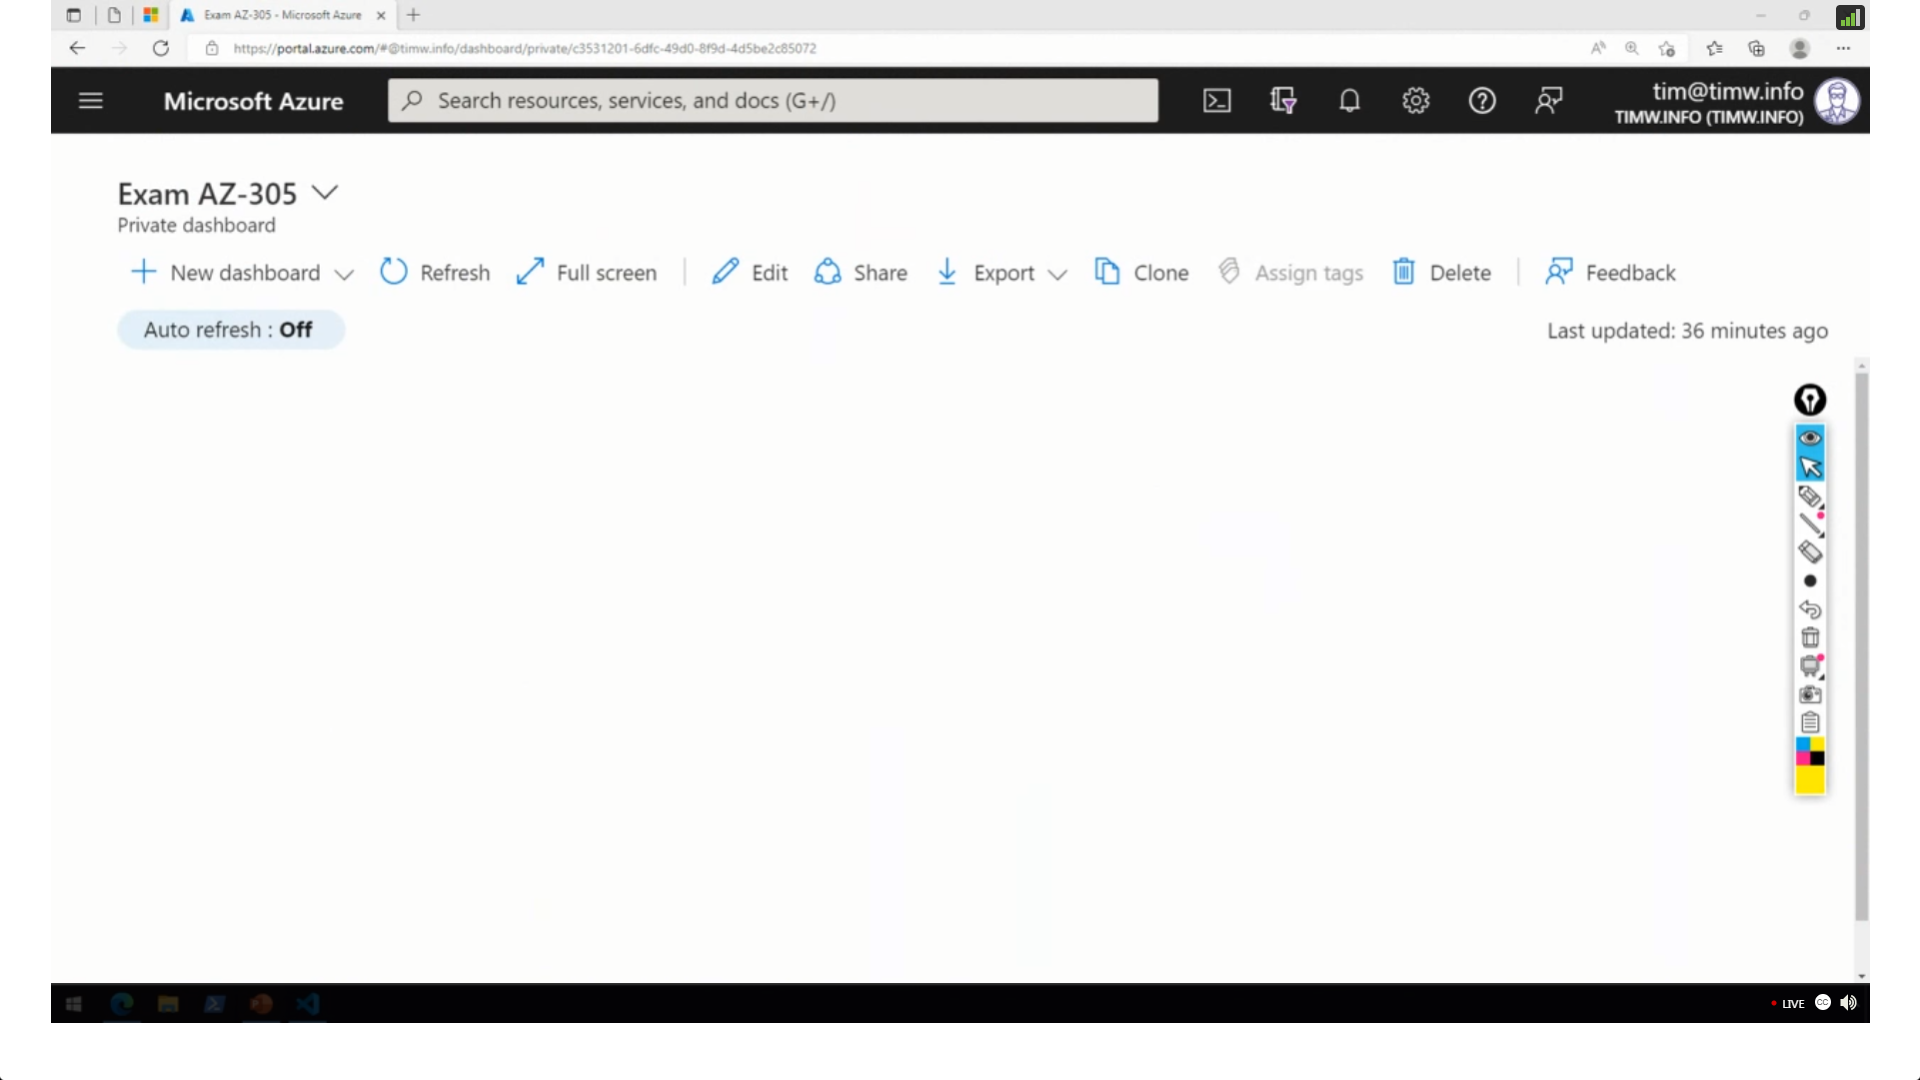 Exam AZ-305 - Microsoft Azure
https://portal.azure.com/#@timw.info/dashboard/private/c3531201-6dfc-49d0-8f9d-4d5be2c85072
Microsoft Azure
Search resources, services, and docs (G+/)
tim@timw.info
TIMW.INFO (TIMW.INFO)
Exam AZ-305
Private dashboard
New dashboard Refresh Full screen Edit Share Export Clone Assign tags Delete Feedback
Auto refresh : Off
Last updated: 36 minutes ago
LIVE CC